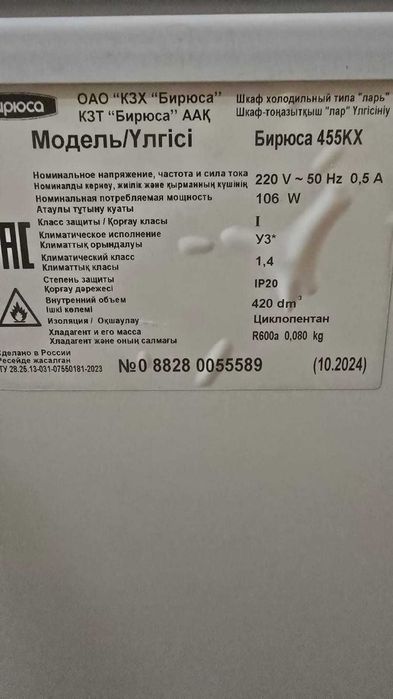 ирюса
ОАО “КЗХ “Бирюса” Шкаф холодильный типа "ларь"
КЗТ “Бирюса” ААҚ Шкаф-тоңазытқыш "лар" Үлгісінің
Модель/Үлгісі Бирюса 455KX
Номинальное напряжение, частота и сила тока
Номиналды кернеу, жиілік және қырманның күшінің 220 V ~ 50 Hz 0,5 A
Номинальная потребляемая мощность 106 W
Атаулы тұтыну қуаты
Класс защиты / Қорғау класы I
Климатическое исполнение УЗ*
Климаттық орындалуы
Климатический класс 1,4
Климаттық класы
Степень защиты IP20
Қорғау дәрежесі
Внутренний объем 420 dm³
Ішкі көлемі
Изоляция / Оқшаулау Циклопентан
Хладагент и его масса R600a 0,080 kg
Хладагент және оның салмағы
Сделано в России
Ресейде жасалған
ТУ 28.25.13-031-07550181-2023
№0 8828 0055589 (10.2024)